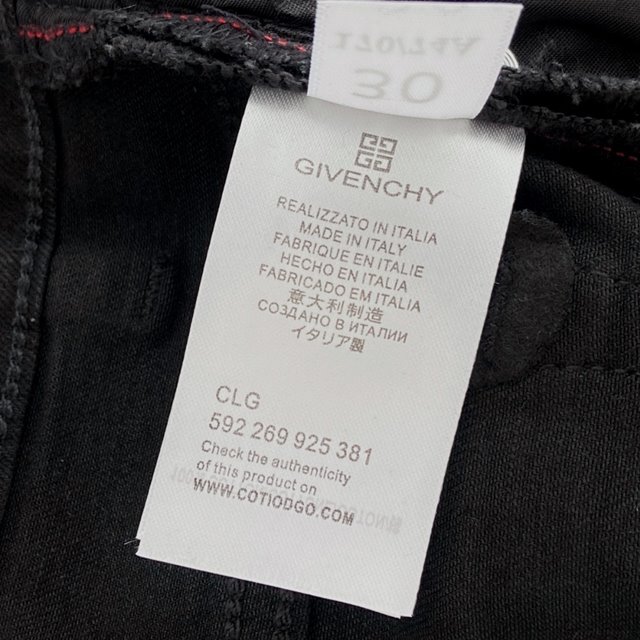 170/74A
30
GIVENCHY
REALIZZATO IN ITALIA
MADE IN ITALY
FABRIQUE EN ITALIE
HECHO EN ITALIA
FABRICADO EM ITALIA
意大利制造
СОЗДАНО В ИТАЛИИ
イタリア製
CLG
592 269 925 381
Check the authenticity
of this product on
WWW.COTIODGO.COM